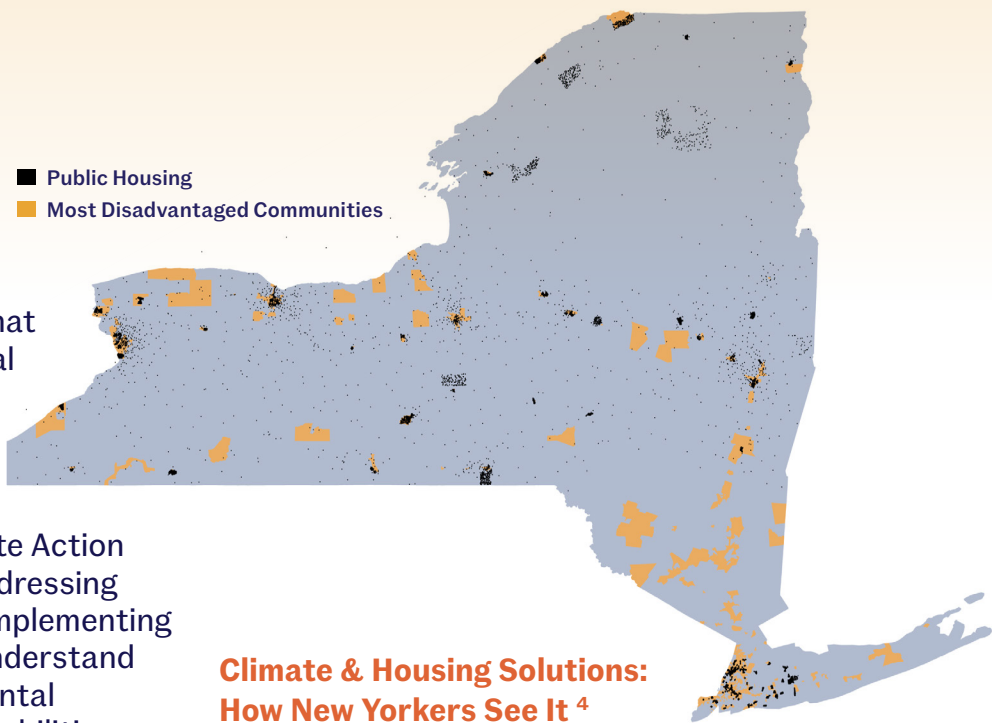 Public Housing
Most Disadvantaged Communities
al
te Action
dressing
mplementing
nderstand
ntal
Climate & Housing Solutions:
How New Yorkers See It 4